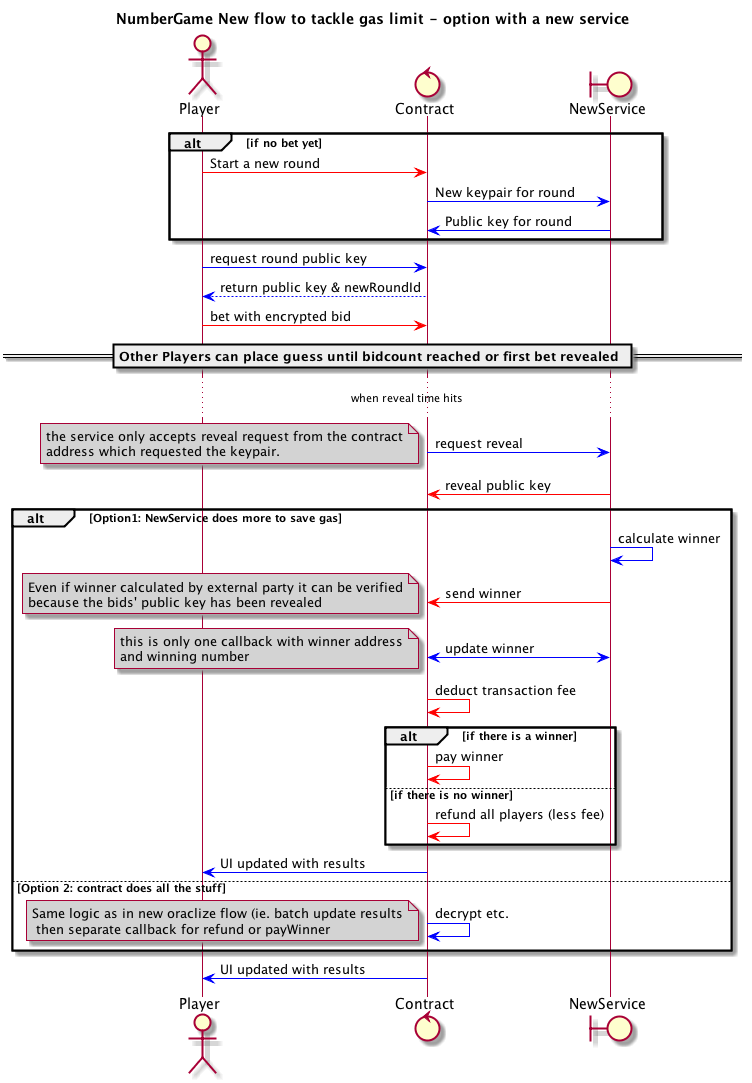 NumberGame New flow to tackle gas limit - option with a new service
Player
Contract
NewService
alt [if no bet yet]
Start a new round
New keypair for round
Public key for round
request round public key
return public key & newRoundId
bet with encrypted bid
Other Players can place guess until bidcount reached or first bet revealed
when reveal time hits
the service only accepts reveal request from the contract
address which requested the keypair.
request reveal
reveal public key
alt [Option1: NewService does more to save gas]
calculate winner
Even if winner calculated by external party it can be verified
because the bids' public key has been revealed
send winner
this is only one callback with winner address
and winning number
update winner
deduct transaction fee
alt [if there is a winner]
pay winner
[if there is no winner]
refund all players (less fee)
UI updated with results
[Option 2: contract does all the stuff]
Same logic as in new oraclize flow (ie. batch update results
then separate callback for refund or payWinner
decrypt etc.
UI updated with results
Player
Contract
NewService